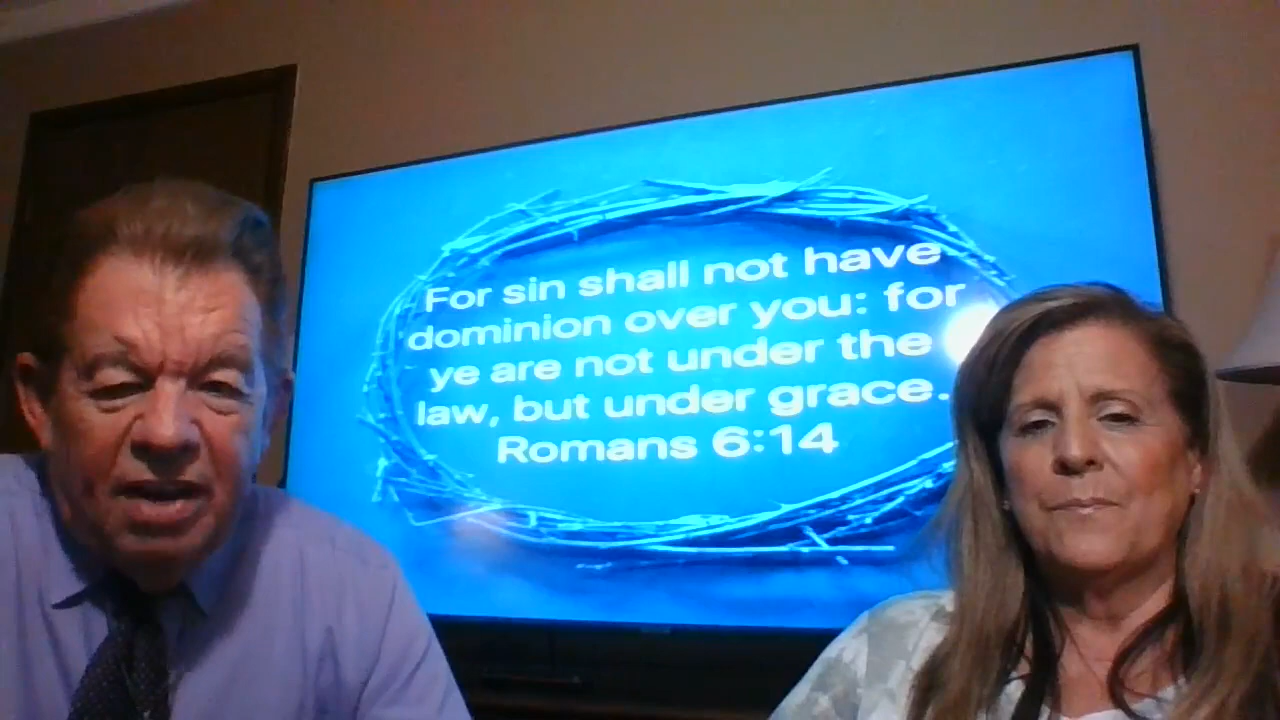 For sin shall not have
dominion over you: for
ye are not under the
law, but under grace.
Romans 6:14